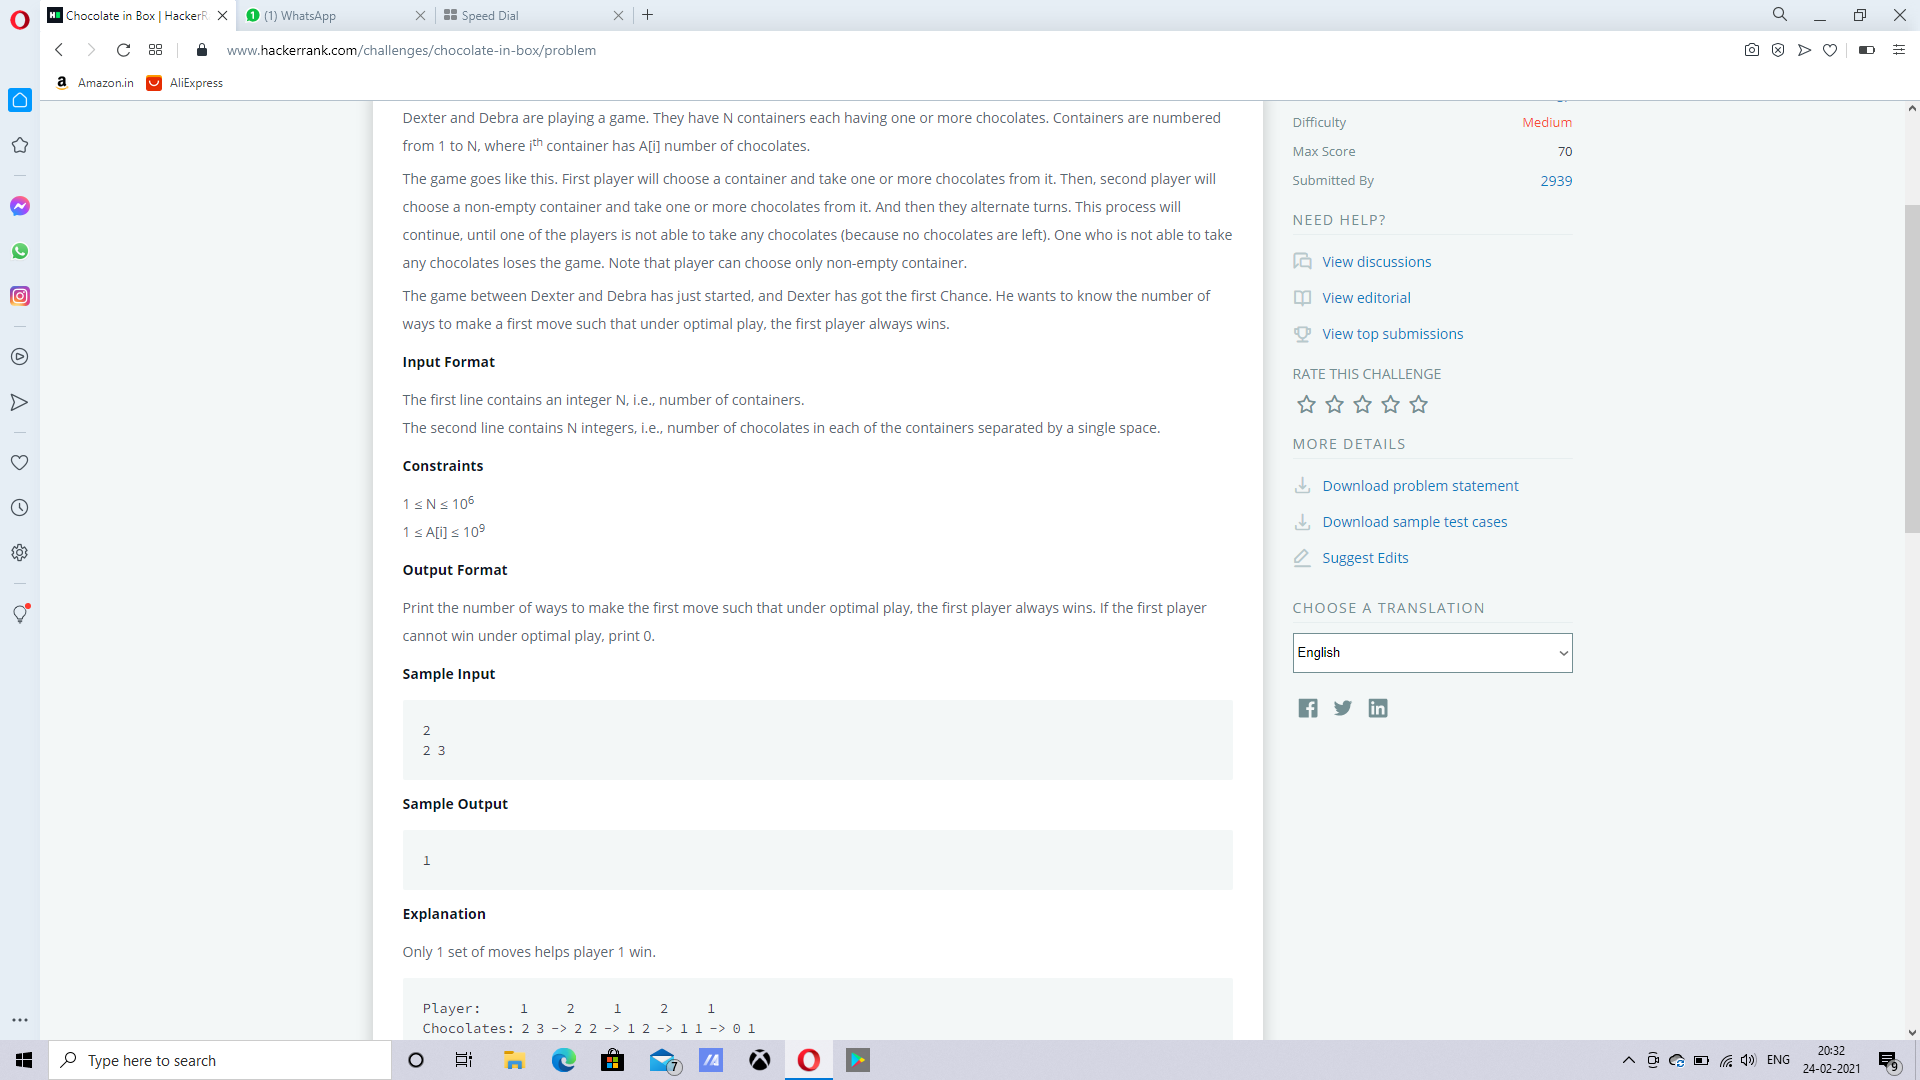 Chocolate in Box | HackerR
(1) WhatsApp
Speed Dial
www.hackerrank.com/challenges/chocolate-in-box/problem
Amazon.in
AliExpress
Dexter and Debra are playing a game. They have N containers each having one or more chocolates. Containers are numbered
from 1 to N, where ith container has A[i] number of chocolates.
The game goes like this. First player will choose a container and take one or more chocolates from it. Then, second player will
choose a non-empty container and take one or more chocolates from it. And then they alternate turns. This process will
continue, until one of the players is not able to take any chocolates (because no chocolates are left). One who is not able to take
any chocolates loses the game. Note that player can choose only non-empty container.
The game between Dexter and Debra has just started, and Dexter has got the first Chance. He wants to know the number of
ways to make a first move such that under optimal play, the first player always wins.
Input Format
The first line contains an integer N, i.e., number of containers.
The second line contains N integers, i.e., number of chocolates in each of the containers separated by a single space.
Constraints
1 ≤ N ≤ 10^6
1 ≤ A[i] ≤ 10^9
Output Format
Print the number of ways to make the first move such that under optimal play, the first player always wins. If the first player
cannot win under optimal play, print 0.
Sample Input
2
2 3
Sample Output
1
Explanation
Only 1 set of moves helps player 1 win.
Player: 1 2 1 2 1
Chocolates: 2 3 -> 2 2 -> 1 2 -> 1 1 -> 0 1
Difficulty Medium
Max Score 70
Submitted By 2939
NEED HELP?
View discussions
View editorial
View top submissions
RATE THIS CHALLENGE
MORE DETAILS
Download problem statement
Download sample test cases
Suggest Edits
CHOOSE A TRANSLATION
English
Type here to search
7
ENG
20:32
24-02-2021
9